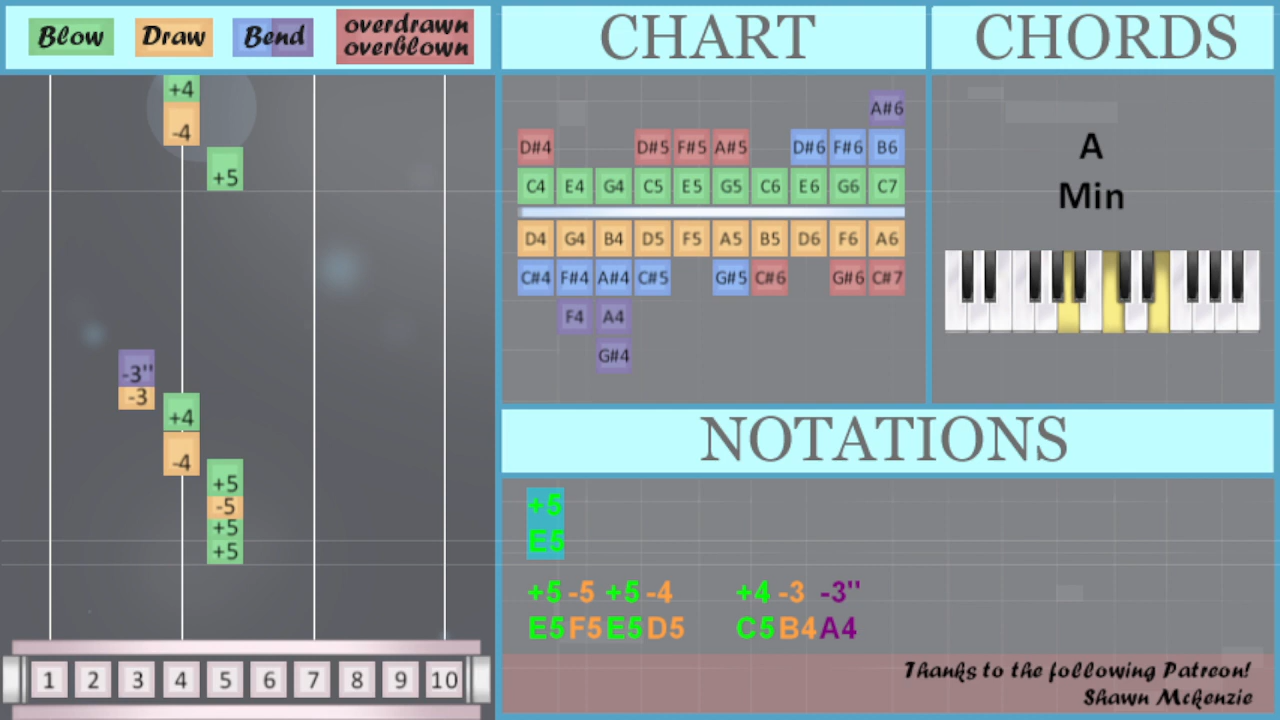 Blow Draw Bend overdrawn
overblown
CHART
CHORDS
+4
-4
+5
-3''
-3
+4
-4
+5
-5
+5
+5
1 2 3 4 5 6 7 8 9 10
A#6
D#4 D#5 F#5 A#5 D#6 F#6 B6
C4 E4 G4 C5 E5 G5 C6 E6 G6 C7
D4 G4 B4 D5 F5 A5 B5 D6 F6 A6
C#4 F#4 A#4 C#5 G#5 C#6 G#6 C#7
F4 A4
G#4
A
Min
NOTATIONS
+5
E5
+5 -5 +5 -4 +4 -3 -3''
E5 F5 E5 D5 C5 B4 A4
Thanks to the following Patreon!
Shawn Mckenzie